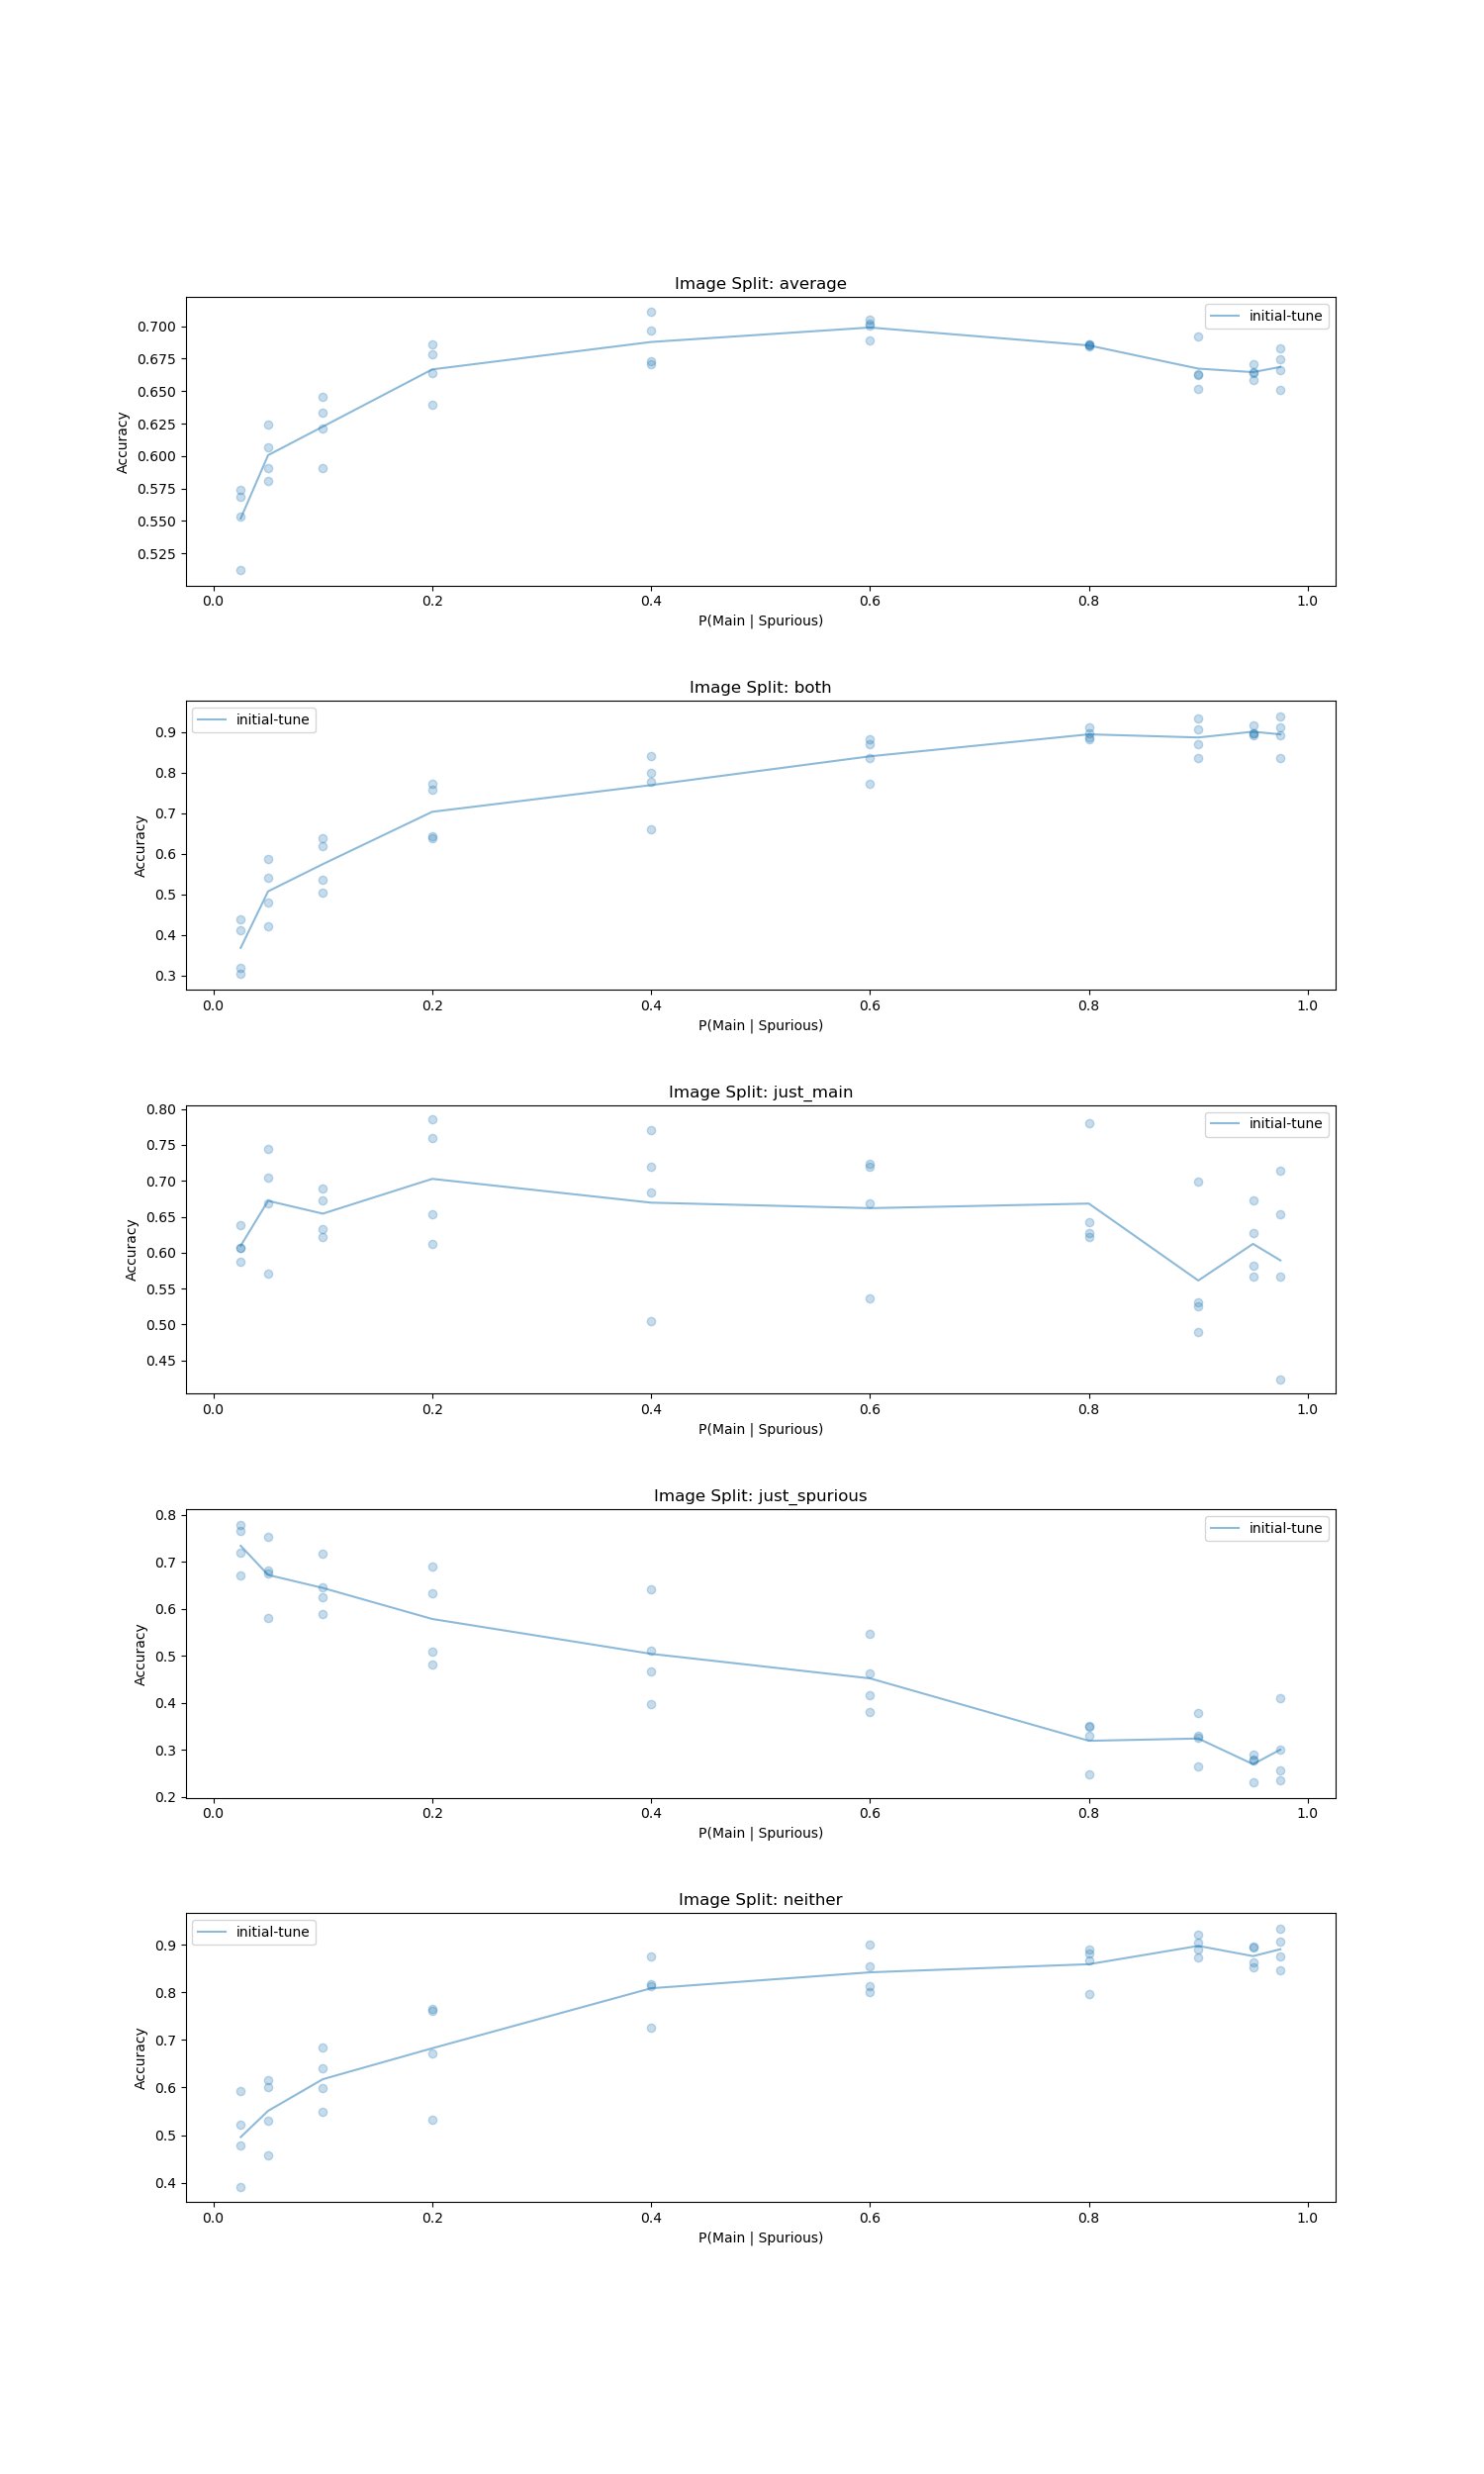 Image Split: average
initial-tune
0.700
0.675
0.650
0.625
0.600
0.575
0.550
0.525
Accuracy
0.0 0.2 0.4 0.6 0.8 1.0
P(Main | Spurious)
Image Split: both
initial-tune
0.9
0.8
0.7
0.6
0.5
0.4
0.3
Accuracy
0.0 0.2 0.4 0.6 0.8 1.0
P(Main | Spurious)
Image Split: just_main
initial-tune
0.80
0.75
0.70
0.65
0.60
0.55
0.50
0.45
Accuracy
0.0 0.2 0.4 0.6 0.8 1.0
P(Main | Spurious)
Image Split: just_spurious
initial-tune
0.8
0.7
0.6
0.5
0.4
0.3
0.2
Accuracy
0.0 0.2 0.4 0.6 0.8 1.0
P(Main | Spurious)
Image Split: neither
initial-tune
0.9
0.8
0.7
0.6
0.5
0.4
Accuracy
0.0 0.2 0.4 0.6 0.8 1.0
P(Main | Spurious)